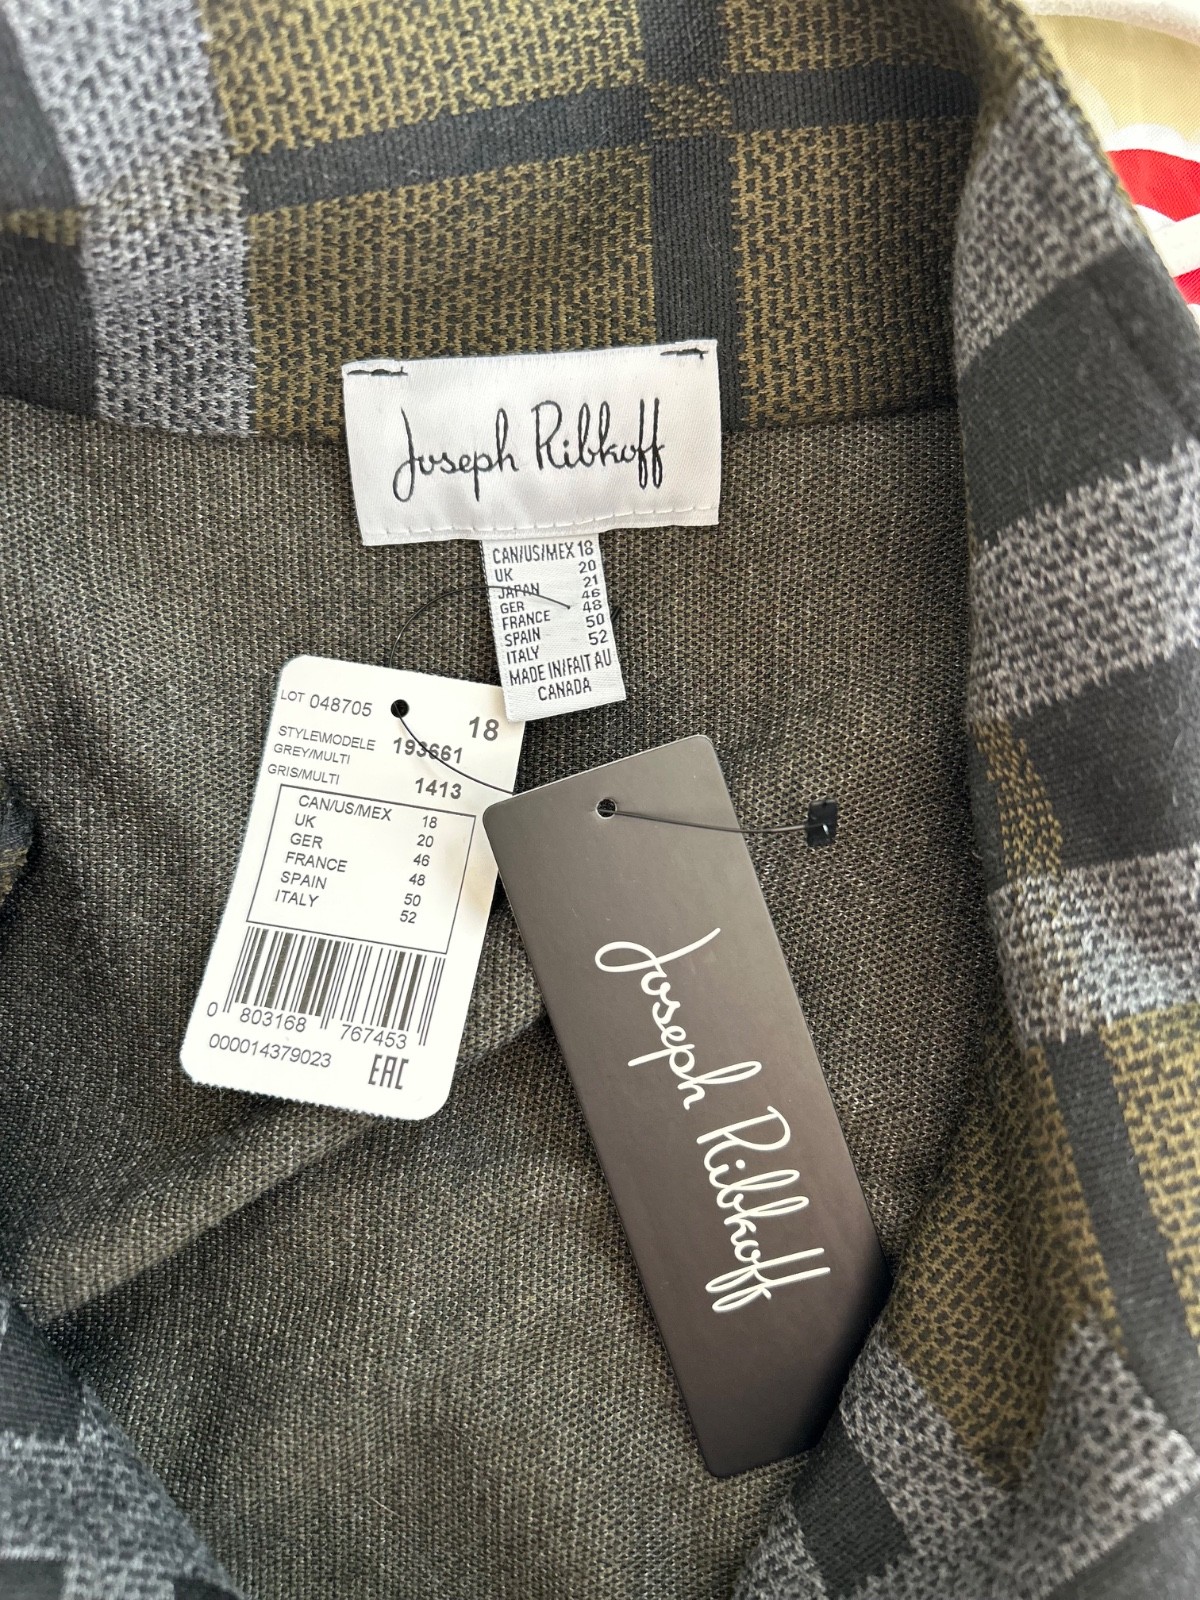 Joseph Ribkoff
CAN/US/MEX 18
UK 20
JAPAN 21
GER 46
FRANCE 48
SPAIN 50
ITALY 52
MADE IN/FAIT AU
CANADA
LOT 048705
18
STYLE\MODELE 193661
GREY/MULTI
GRIS/MULTI 1413
CAN/US/MEX 18
UK 20
GER 46
FRANCE 48
SPAIN 50
ITALY 52
0 803168 767453
000014379023
EAC
Joseph Ribkoff